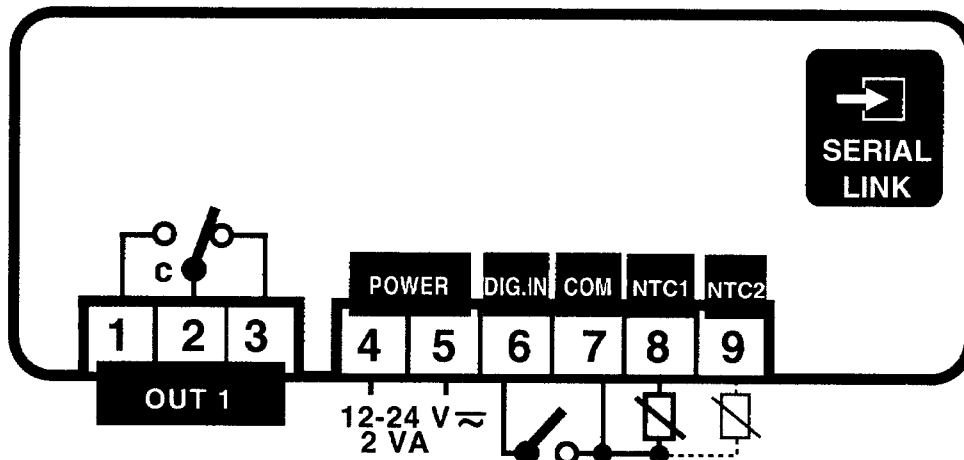 SERIAL
LINK
C
POWER DIG.IN COM NTC1 NTC2
1 2 3 4 5 6 7 8 9
OUT 1
12-24 V ≂
2 VA